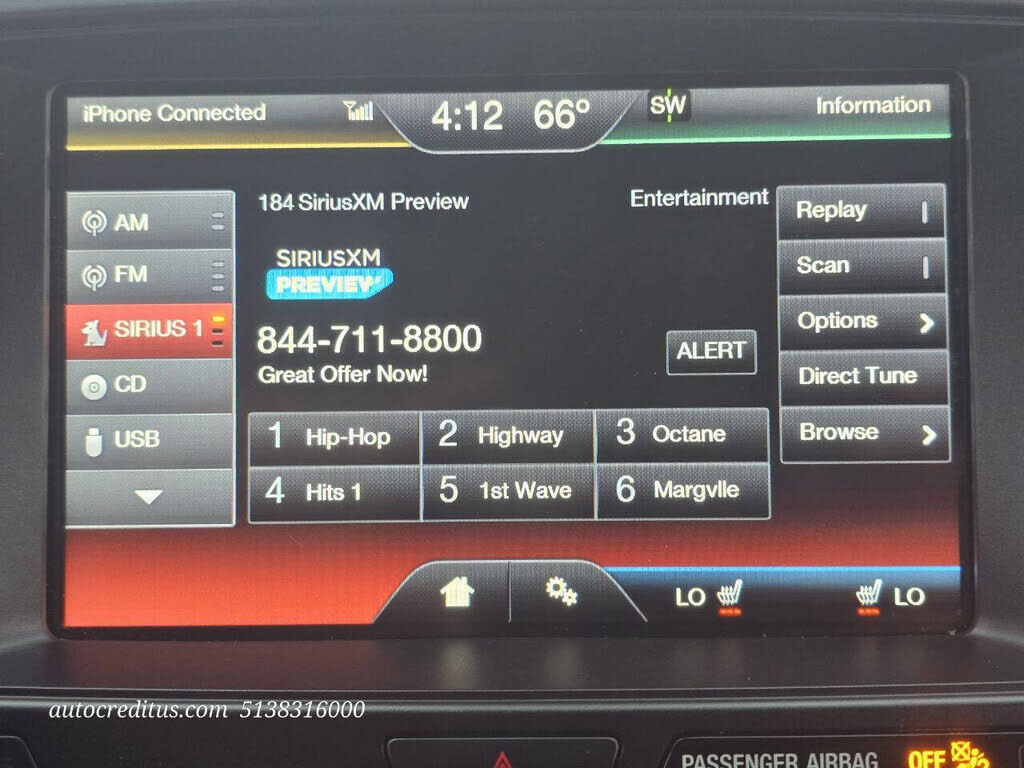 iPhone Connected
4:12 66°
SW
Information
AM
FM
SIRIUS 1
CD
USB
184 SiriusXM Preview
Entertainment
SIRIUSXM
PREVIEW
844-711-8800
Great Offer Now!
ALERT
1 Hip-Hop
2 Highway
3 Octane
4 Hits 1
5 1st Wave
6 Margvlle
Replay
Scan
Options
Direct Tune
Browse
LO
LO
autocreditus.com 5138316000
PASSENGER AIRBAG OFF